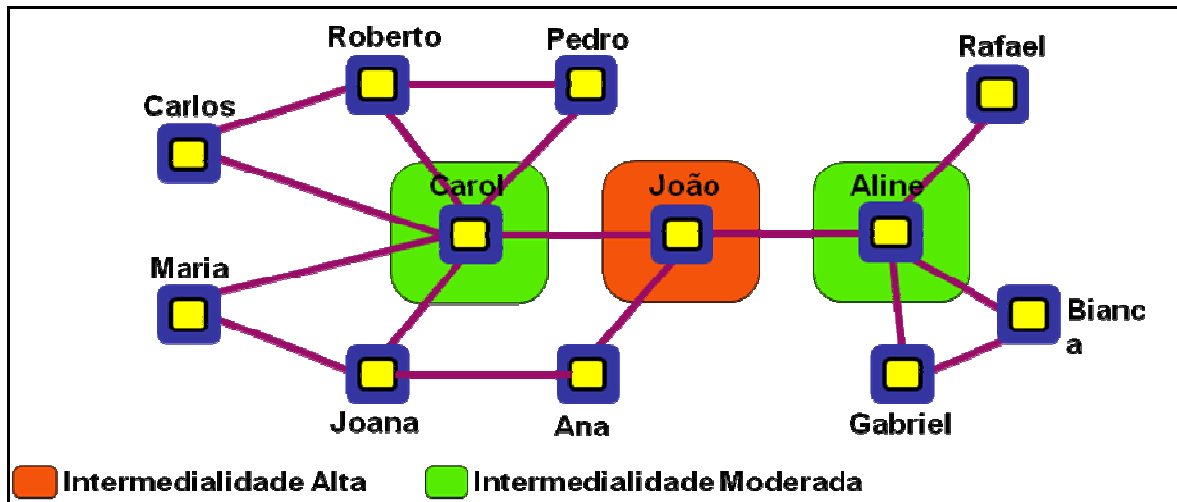 Roberto
Pedro
Rafael
Carlos
Carol
João
Aline
Maria
Bianc
a
Joana
Ana
Gabriel
Intermedialidade Alta
Intermedialidade Moderada